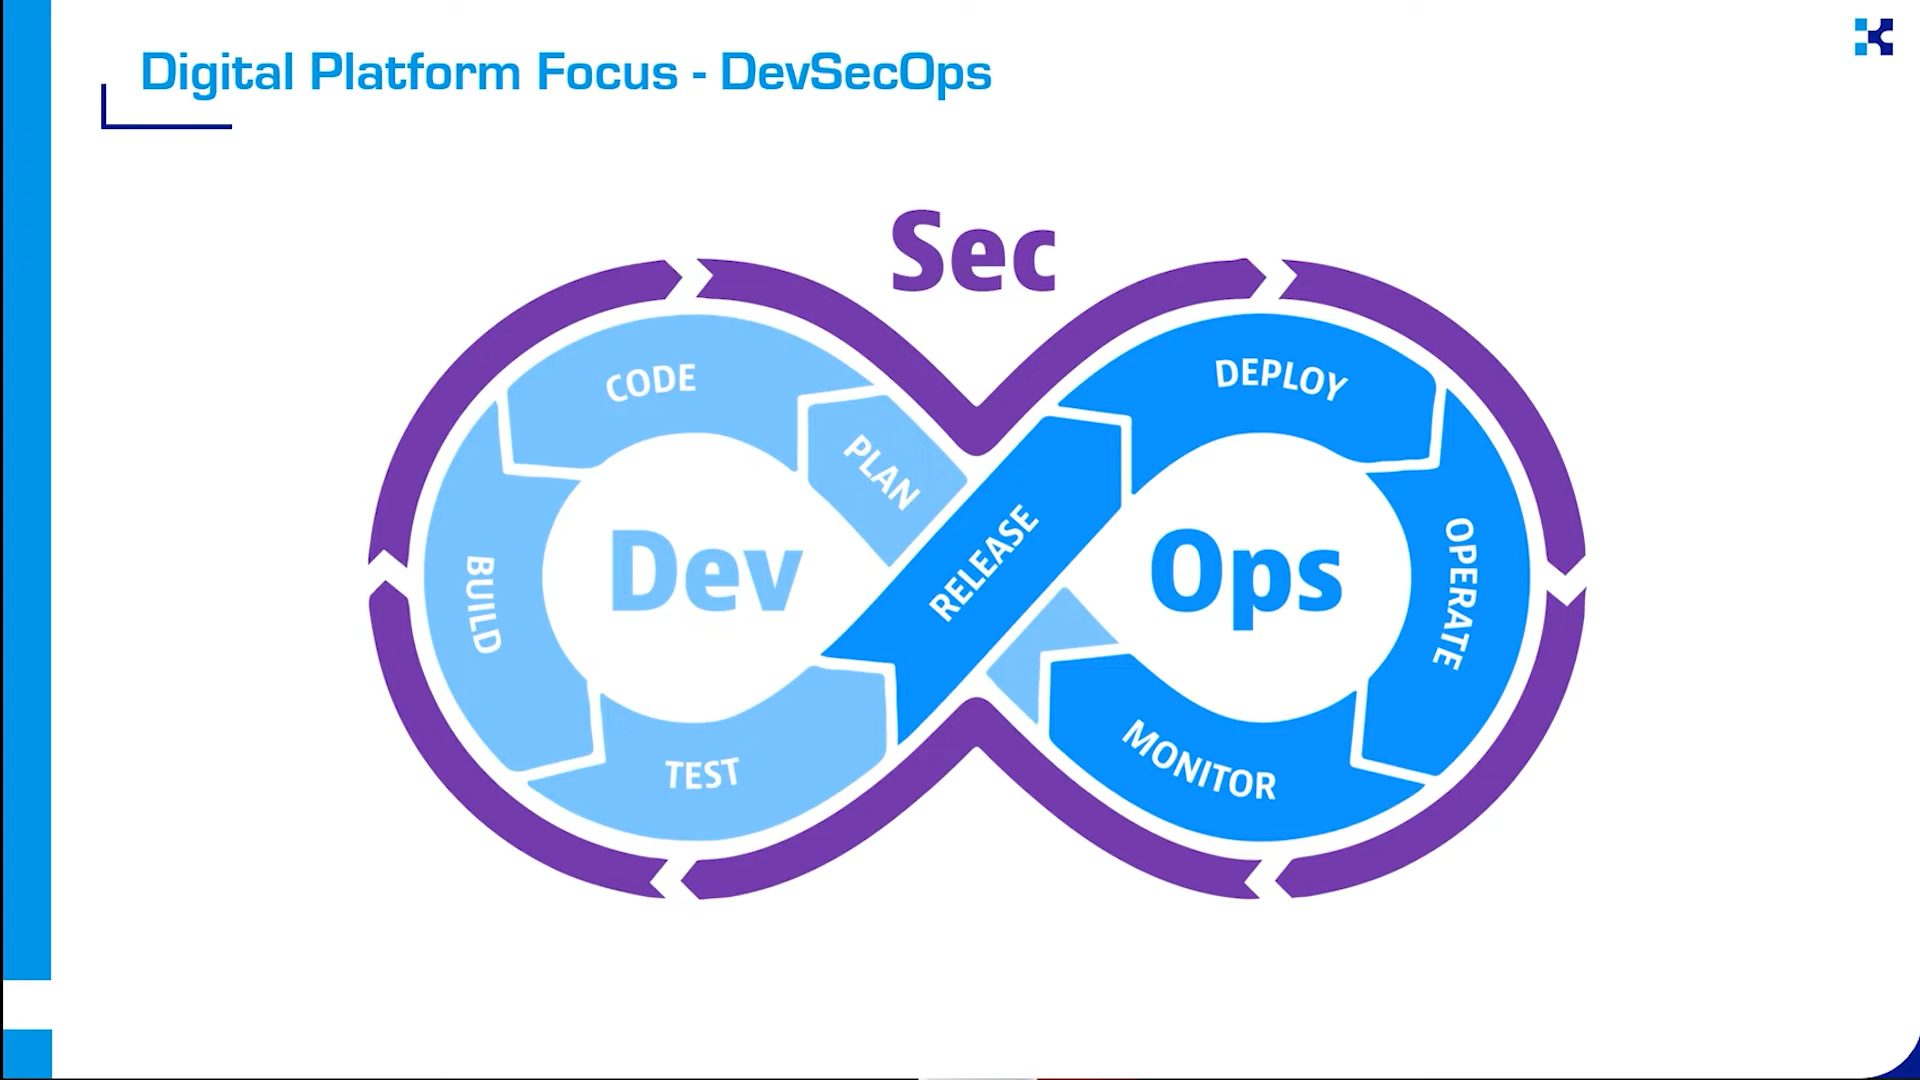 Digital Platform Focus - DevSecOps
Sec
CODE
PLAN
BUILD
TEST
Dev
RELEASE
DEPLOY
OPERATE
MONITOR
Ops